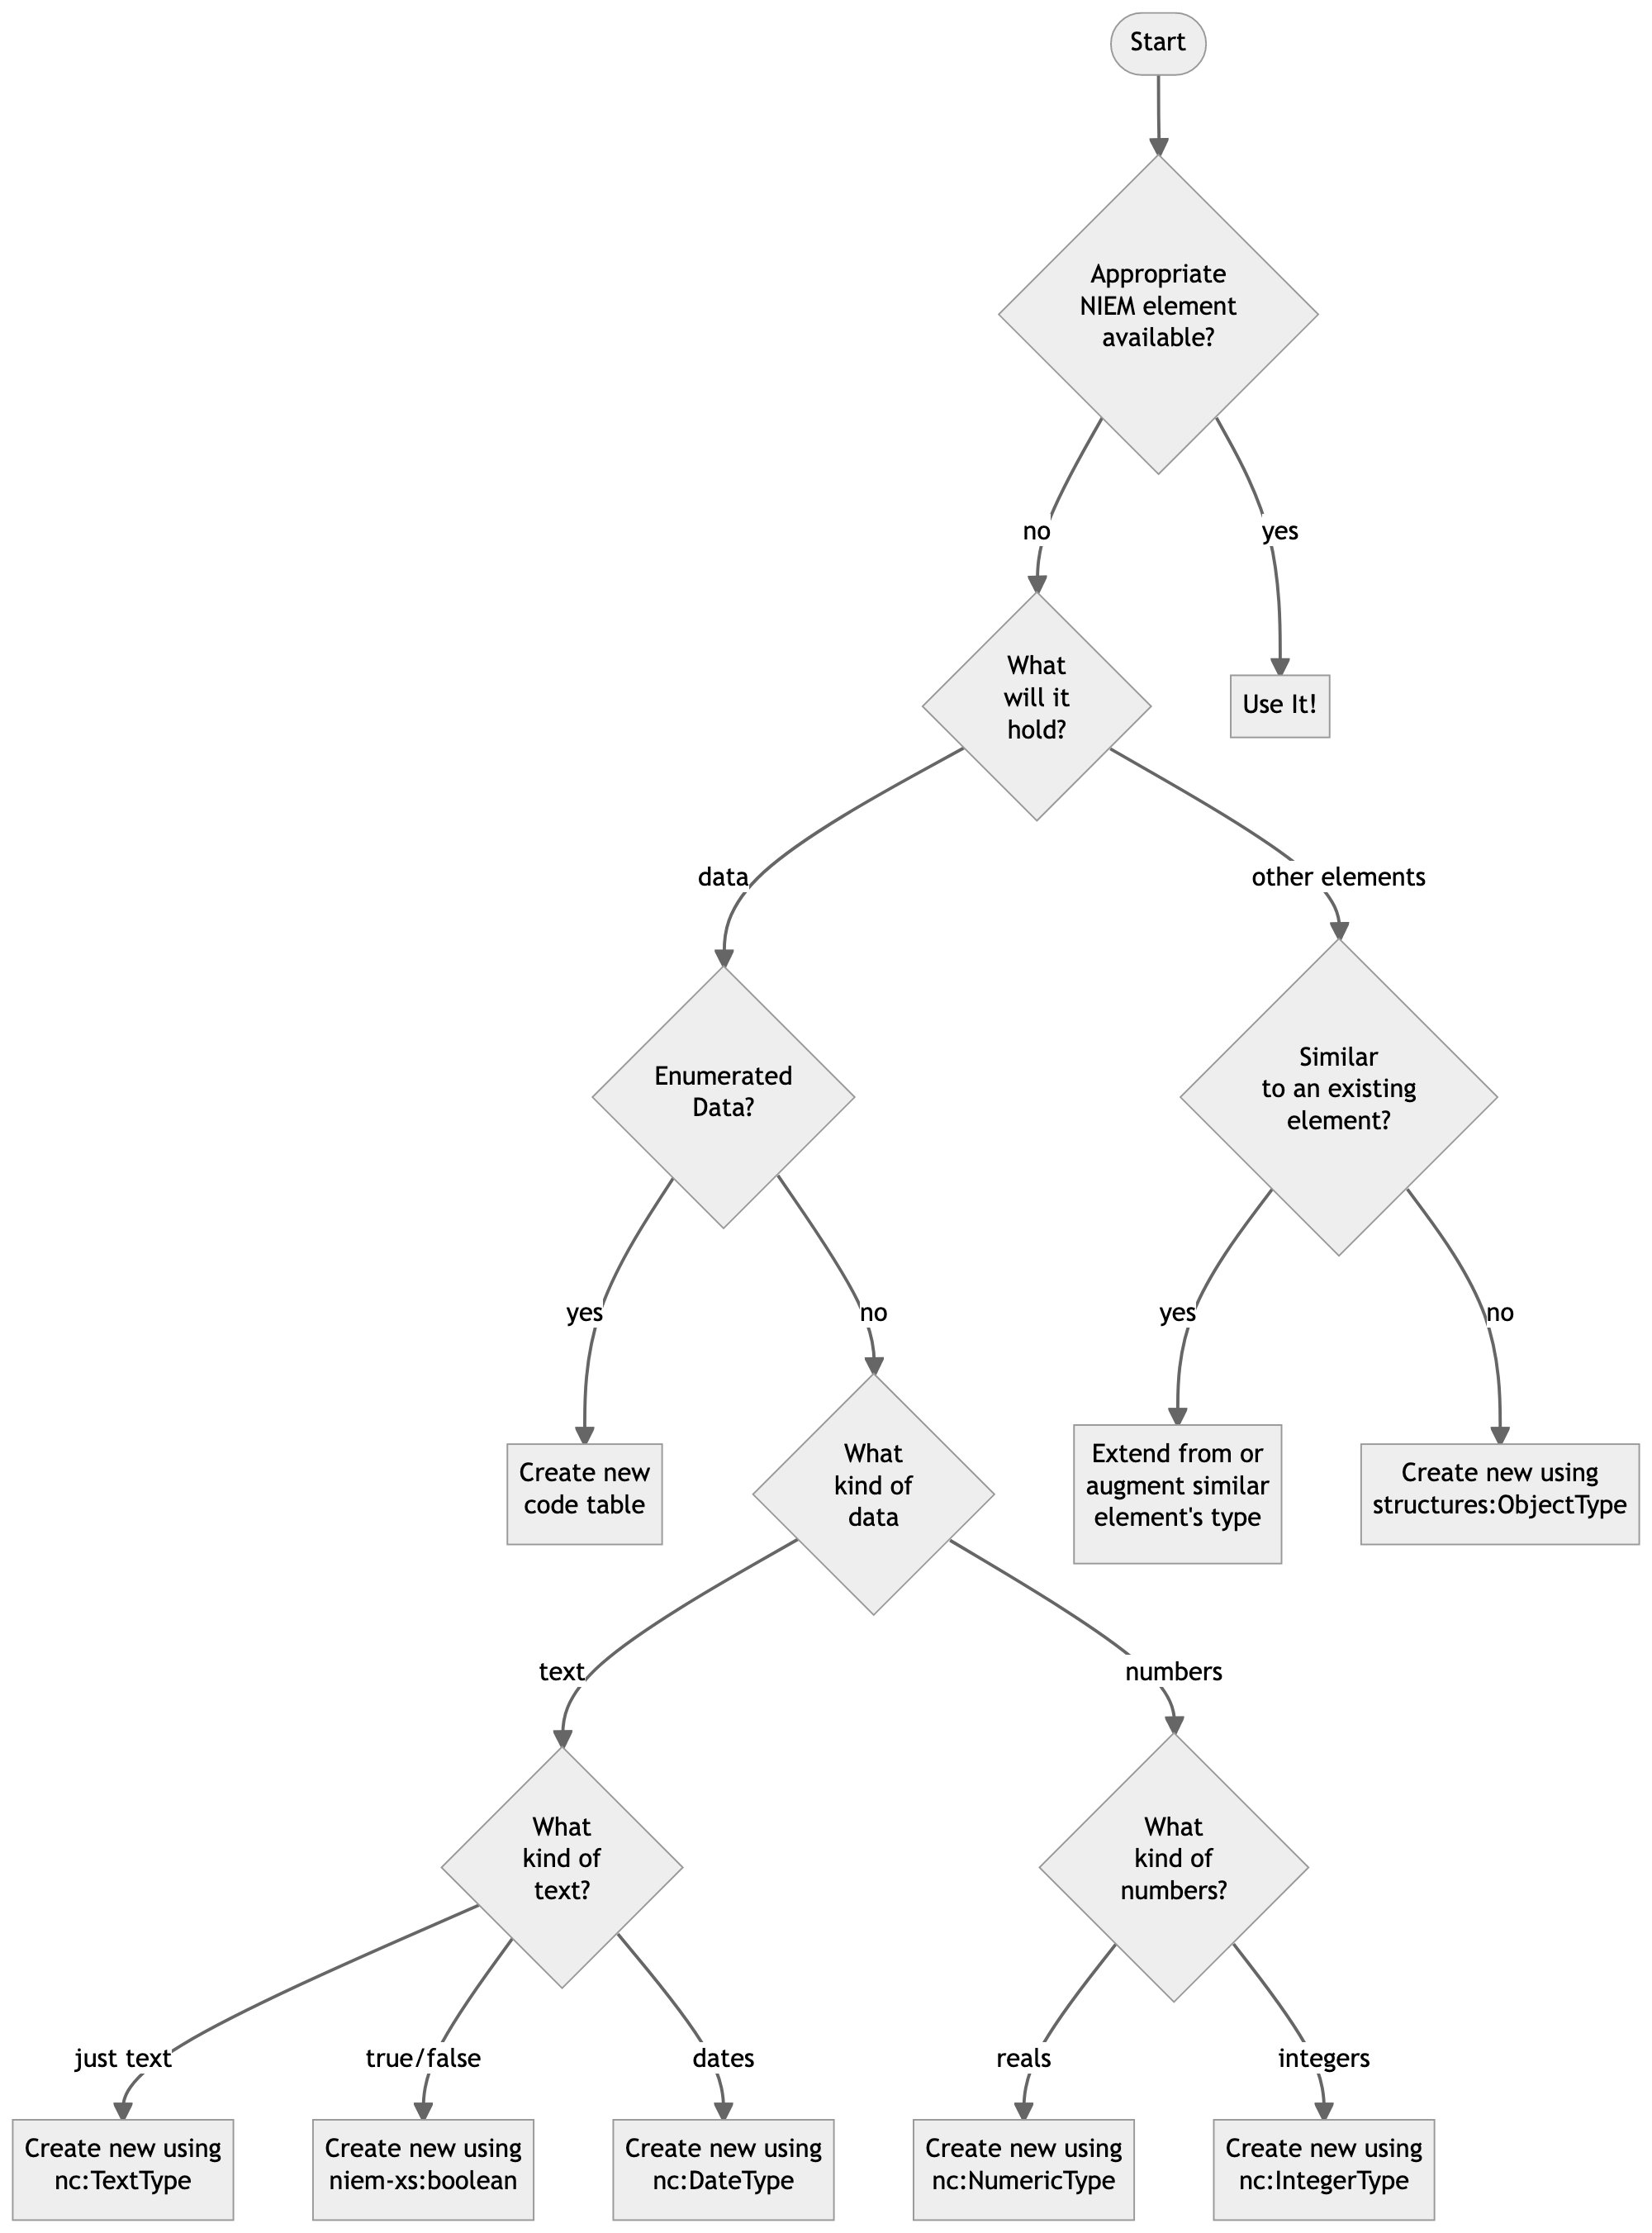 Start
Appropriate
NIEM element
available?
no
yes
What
will it
hold?
Use It!
data
other elements
Enumerated
Data?
Similar
to an existing
element?
yes
no
yes
no
Create new
code table
What
kind of
data
Extend from or
augment similar
element's type
Create new using
structures:ObjectType
text
numbers
What
kind of
text?
What
kind of
numbers?
just text
true/false
dates
reals
integers
Create new using
nc:TextType
Create new using
niem-xs:boolean
Create new using
nc:DateType
Create new using
nc:NumericType
Create new using
nc:IntegerType